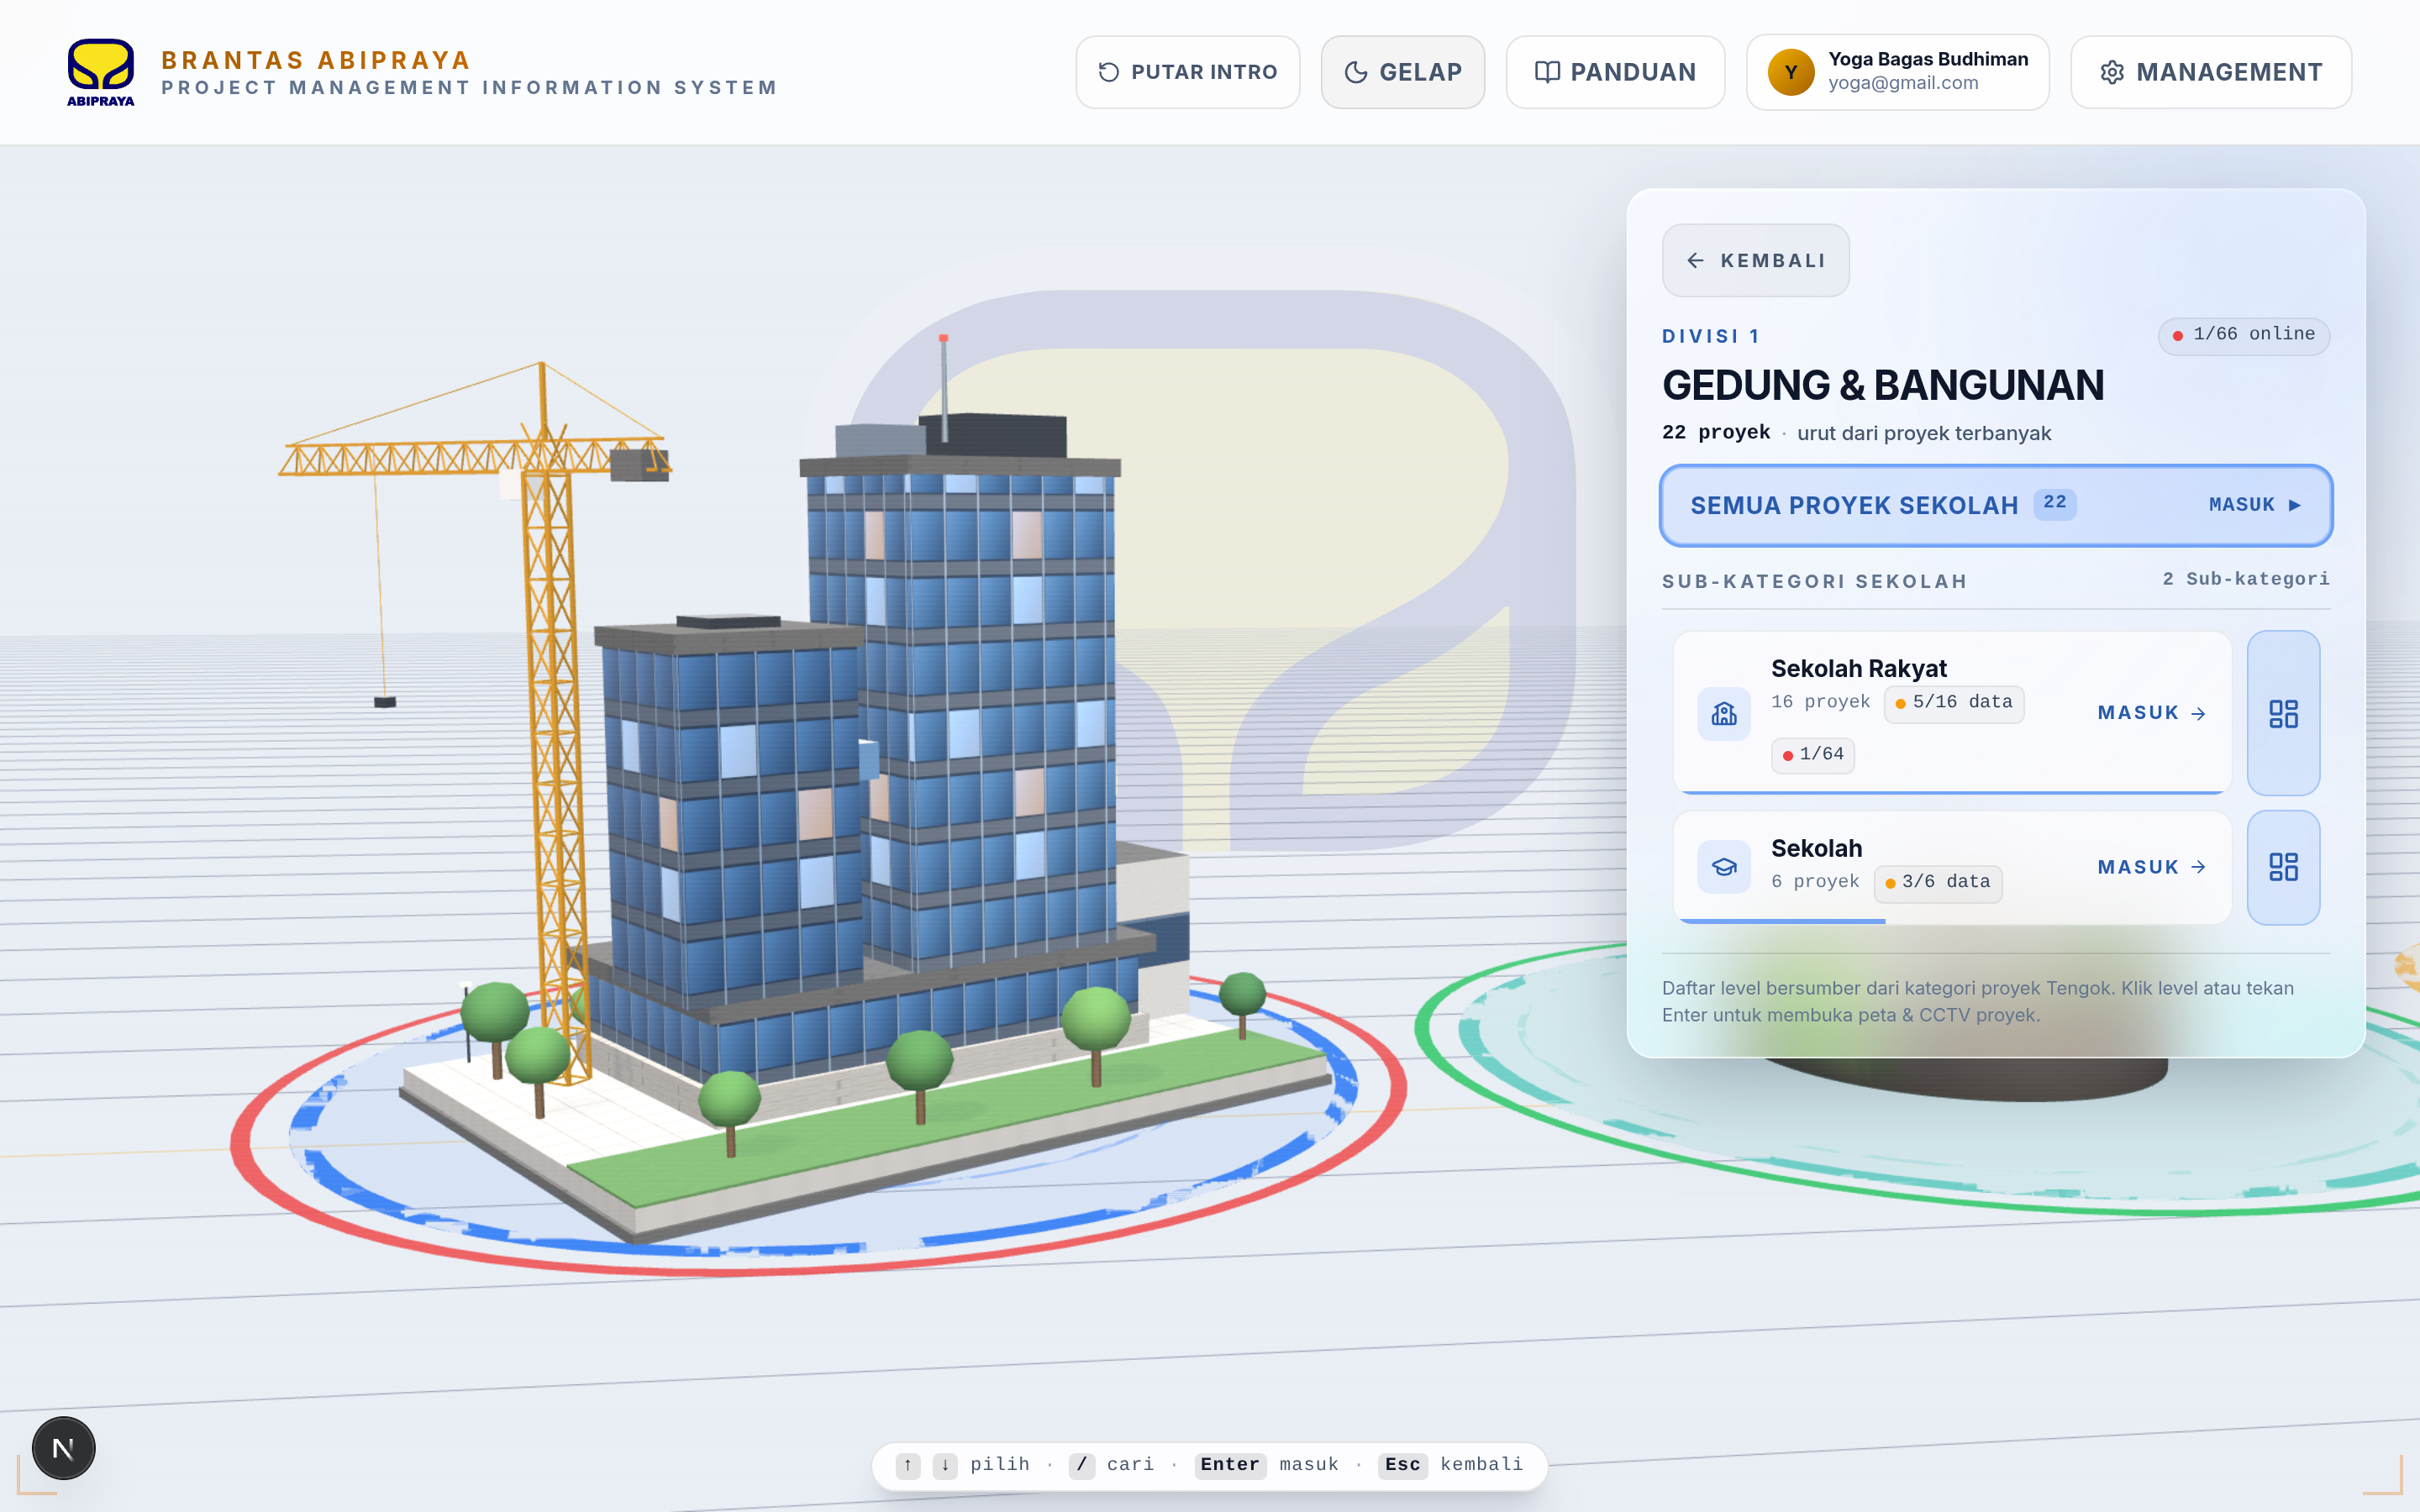 ABIPRAYA
BRANTAS ABIPRAYA
PROJECT MANAGEMENT INFORMATION SYSTEM
PUTAR INTRO
GELAP
PANDUAN
Y
Yoga Bagas Budhiman
yoga@gmail.com
MANAGEMENT
← KEMBALI
DIVISI 1
1/66 online
GEDUNG & BANGUNAN
22 proyek · urut dari proyek terbanyak
SEMUA PROYEK SEKOLAH 22 MASUK ▶
SUB-KATEGORI SEKOLAH 2 Sub-kategori
Sekolah Rakyat
16 proyek 5/16 data
1/64
MASUK →
Sekolah
6 proyek 3/6 data
MASUK →
Daftar level bersumber dari kategori proyek Tengok. Klik level atau tekan
Enter untuk membuka peta & CCTV proyek.
N
↑ ↓ pilih · / cari · Enter masuk · Esc kembali